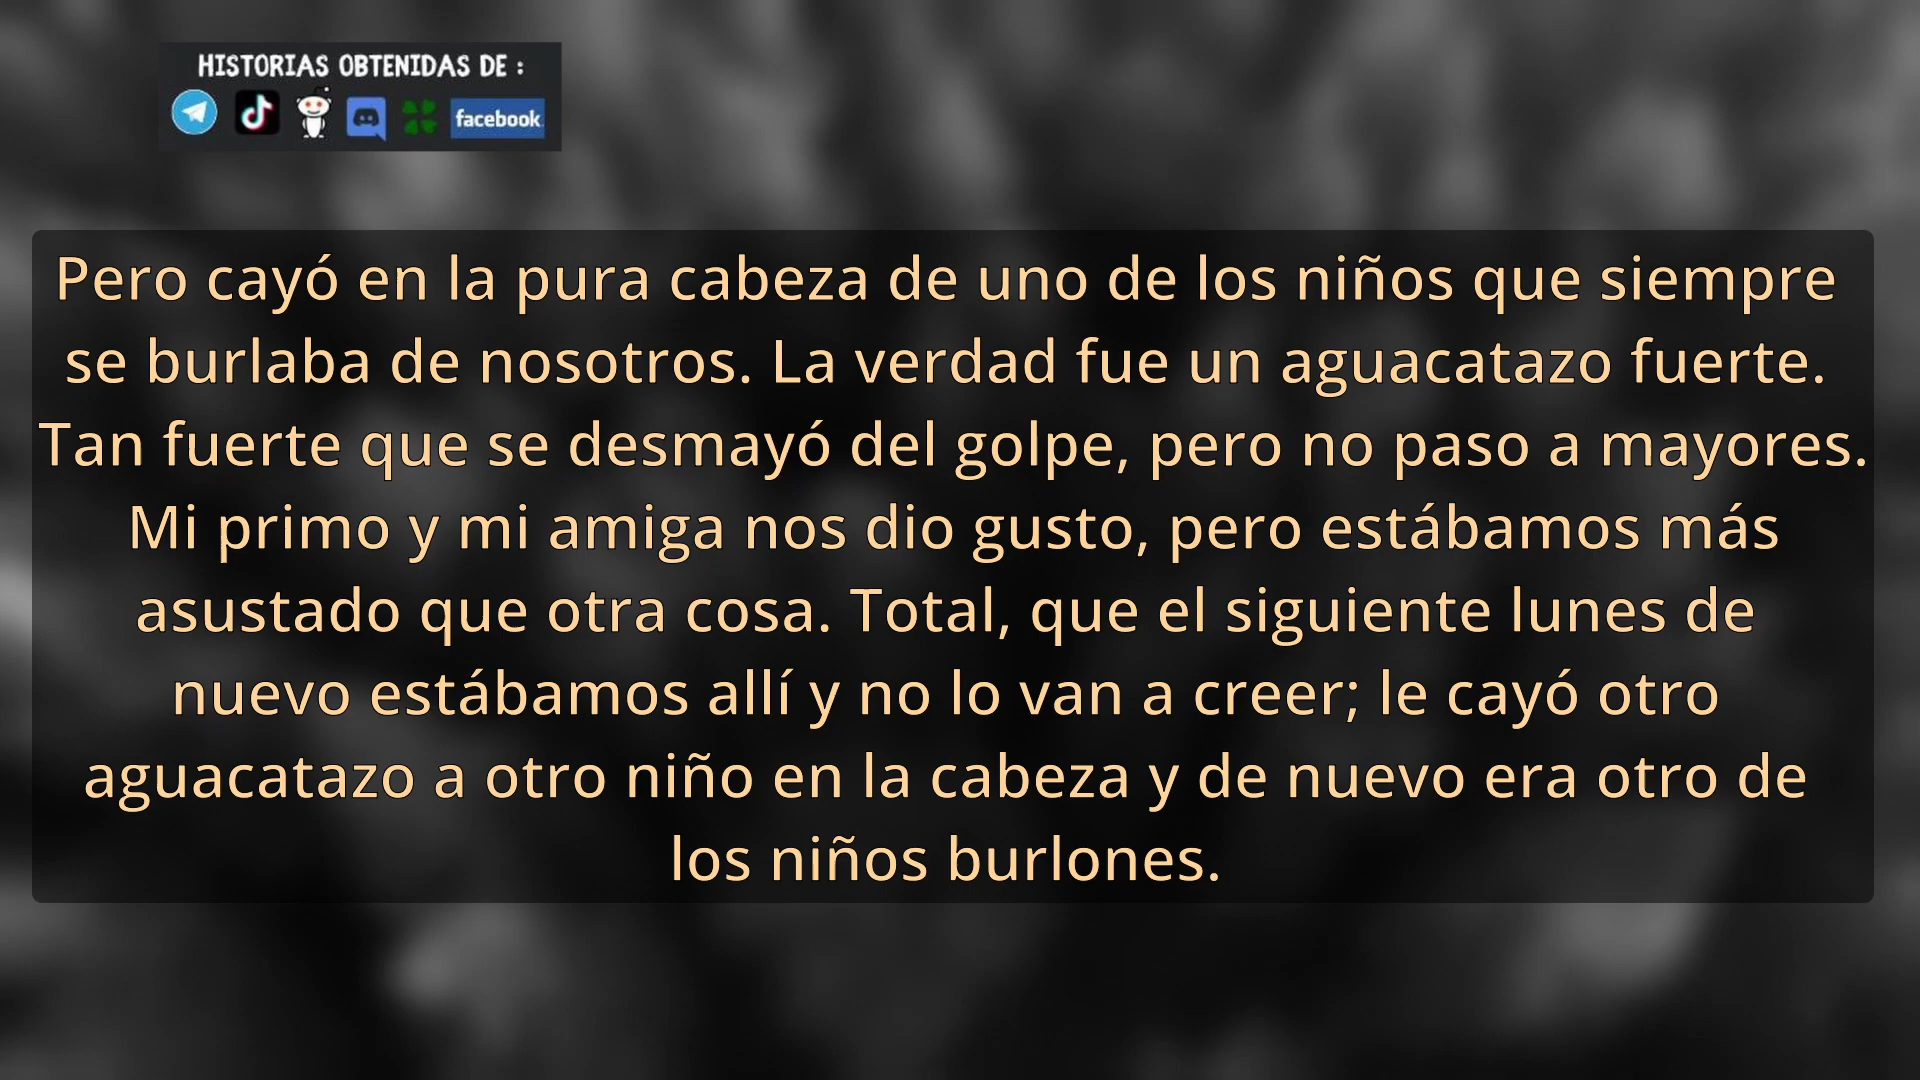 HISTORIAS OBTENIDAS DE :
facebook
Pero cayó en la pura cabeza de uno de los niños que siempre
se burlaba de nosotros. La verdad fue un aguacatazo fuerte.
Tan fuerte que se desmayó del golpe, pero no paso a mayores.
Mi primo y mi amiga nos dio gusto, pero estábamos más
asustado que otra cosa. Total, que el siguiente lunes de
nuevo estábamos allí y no lo van a creer; le cayó otro
aguacatazo a otro niño en la cabeza y de nuevo era otro de
los niños burlones.